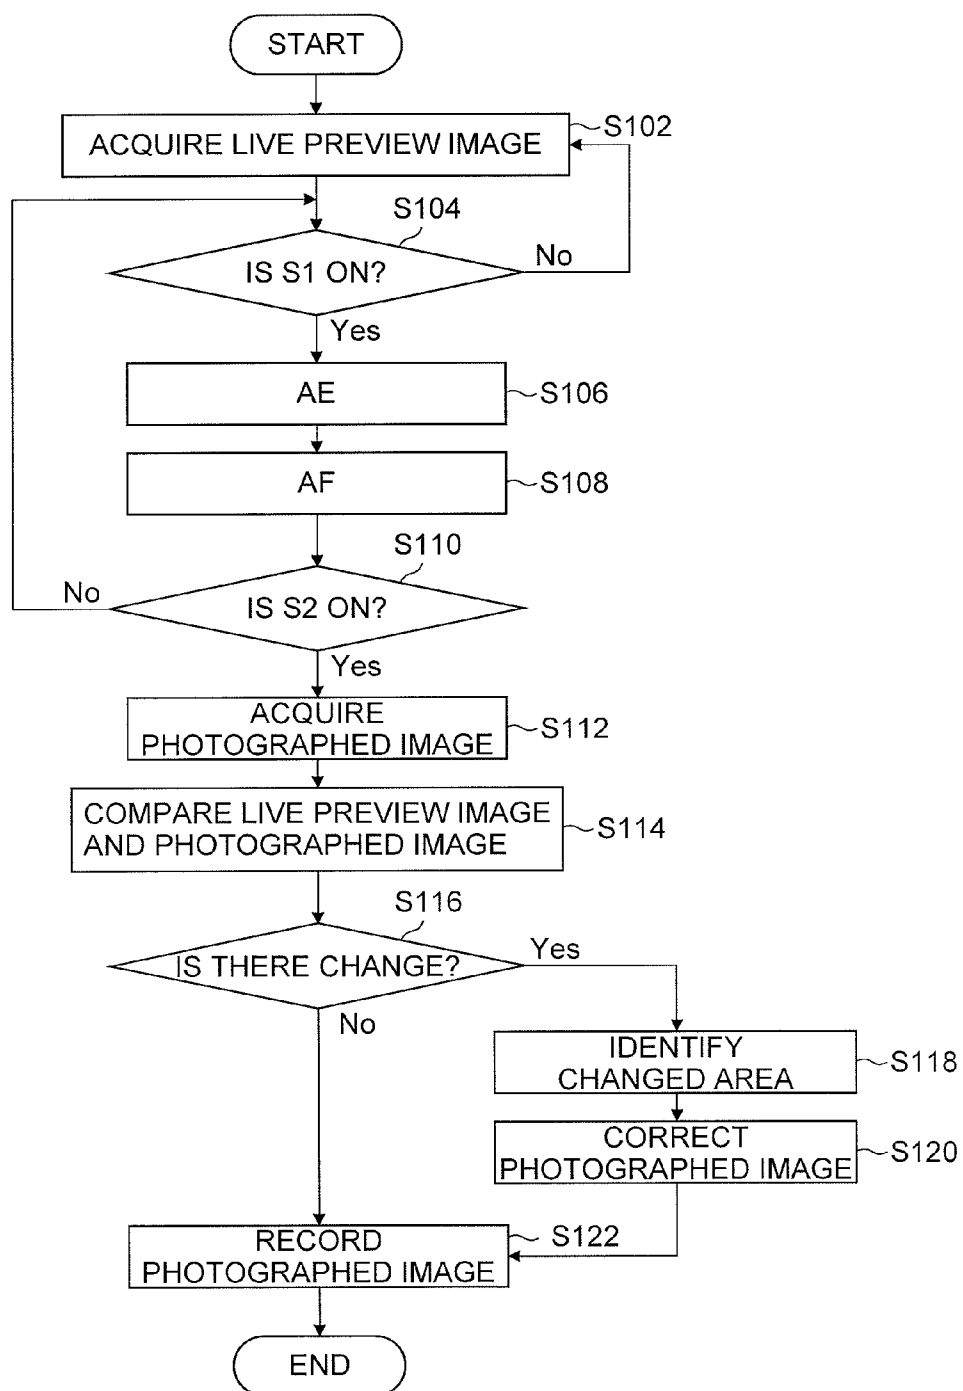 START
ACQUIRE LIVE PREVIEW IMAGE
S102
S104
IS S1 ON?
No
Yes
AE
S106
AF
S108
S110
No
IS S2 ON?
Yes
ACQUIRE
PHOTOGRAPHED IMAGE
S112
COMPARE LIVE PREVIEW IMAGE
AND PHOTOGRAPHED IMAGE
S114
S116
IS THERE CHANGE?
Yes
No
IDENTIFY
CHANGED AREA
S118
CORRECT
PHOTOGRAPHED IMAGE
S120
RECORD
PHOTOGRAPHED IMAGE
S122
END